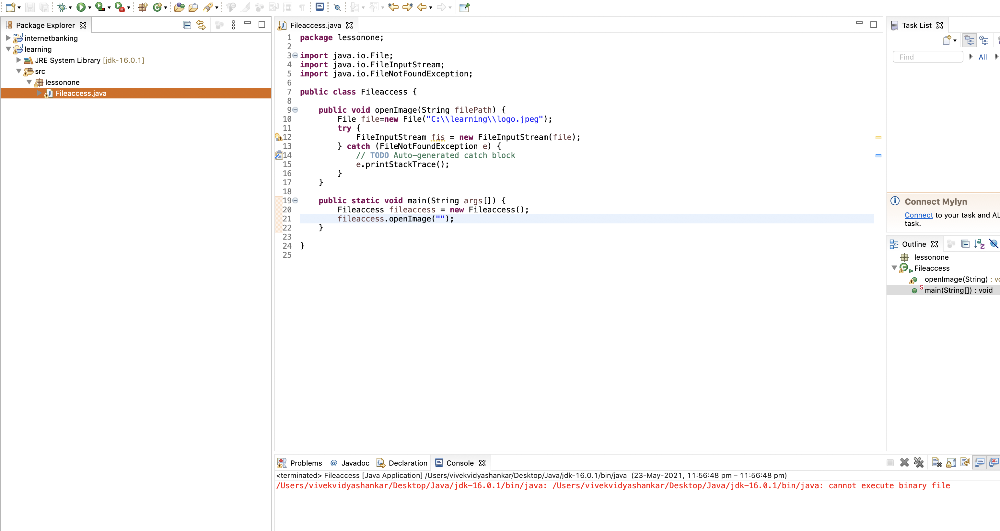 Package Explorer
internetbanking
learning
JRE System Library [jdk-16.0.1]
src
lessonone
Fileaccess.java
Fileaccess.java
1 package lessonone;
2
3 import java.io.File;
4 import java.io.FileInputStream;
5 import java.io.FileNotFoundException;
6
7 public class Fileaccess {
8
9 public void openImage(String filePath) {
10 File file=new File("C:\\learning\\logo.jpeg");
11 try {
12 FileInputStream fis = new FileInputStream(file);
13 } catch (FileNotFoundException e) {
14 // TODO Auto-generated catch block
15 e.printStackTrace();
16 }
17 }
18
19 public static void main(String args[]) {
20 Fileaccess fileaccess = new Fileaccess();
21 fileaccess.openImage("");
22 }
23
24 }
25
Task List
Find
All
Connect Mylyn
Connect to your task and AL
task.
Outline
lessonone
Fileaccess
openImage(String) : vo
main(String[]) : void
Problems @ Javadoc Declaration Console
<terminated> Fileaccess [Java Application] /Users/vivekvidyashankar/Desktop/Java/jdk-16.0.1/bin/java (23-May-2021, 11:56:48 pm – 11:56:48 pm)
/Users/vivekvidyashankar/Desktop/Java/jdk-16.0.1/bin/java: /Users/vivekvidyashankar/Desktop/Java/jdk-16.0.1/bin/java: cannot execute binary file